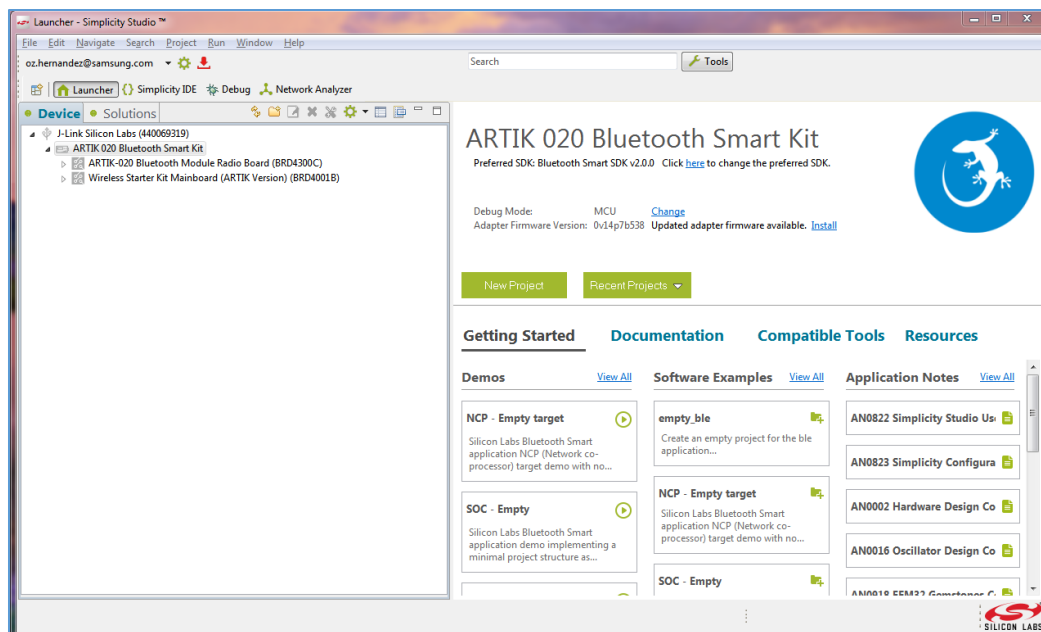 Launcher - Simplicity Studio ™
File Edit Navigate Search Project Run Window Help
oz.hernandez@samsung.com
Search
Tools
Launcher
Simplicity IDE
Debug
Network Analyzer
Device
Solutions
J-Link Silicon Labs (440069319)
ARTIK 020 Bluetooth Smart Kit
ARTIK-020 Bluetooth Module Radio Board (BRD4300C)
Wireless Starter Kit Mainboard (ARTIK Version) (BRD4001B)
ARTIK 020 Bluetooth Smart Kit
Preferred SDK: Bluetooth Smart SDK v2.0.0 Click here to change the preferred SDK.
Debug Mode: MCU Change
Adapter Firmware Version: 0v14p7b538 Updated adapter firmware available. Install
New Project
Recent Projects
Getting Started
Documentation
Compatible Tools
Resources
Demos View All
NCP - Empty target
Silicon Labs Bluetooth Smart
application NCP (Network co-
processor) target demo with no...
SOC - Empty
Silicon Labs Bluetooth Smart
application demo implementing a
minimal project structure as...
Software Examples View All
empty_ble
Create an empty project for the ble
application...
NCP - Empty target
Silicon Labs Bluetooth Smart
application NCP (Network co-
processor) target demo with no...
SOC - Empty
Application Notes View All
AN0822 Simplicity Studio Us
AN0823 Simplicity Configura
AN0002 Hardware Design Co
AN0016 Oscillator Design Co
AN0918 EFM32 Gemstones
SILICON LABS